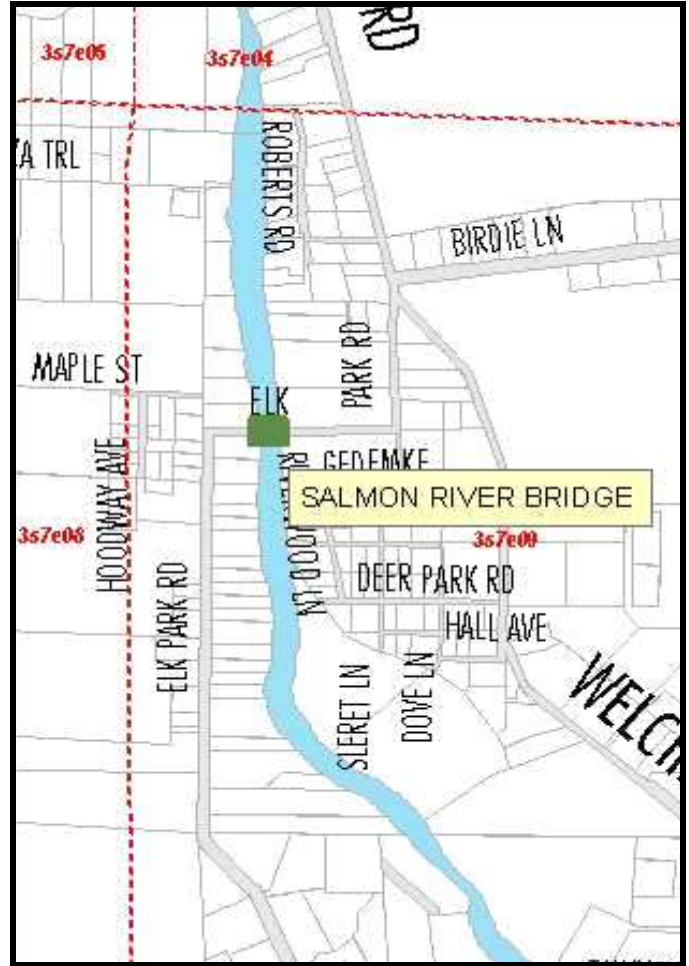 RD
3s7e05
3s7e04
ZA TRL
ROBERTS RD
BIRDIE LN
MAPLE ST
PARK RD
ELK
GEDEMKE
SALMON RIVER BRIDGE
HOODWAY AVE
3s7e08
3s7e09
DEER PARK RD
ELK PARK RD
HALL AVE
SLERET LN
DOVE LN
WELCH